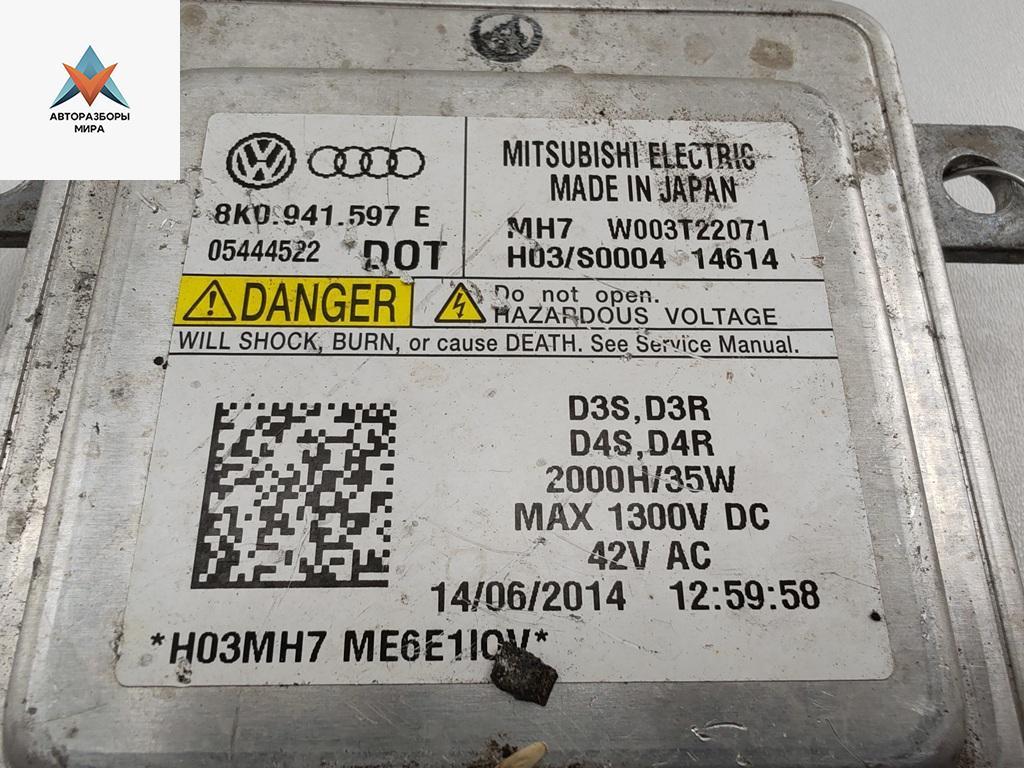 АВТОРАЗБОРЫ
МИРА
8K0.941.597 E
05444522 DOT
MITSUBISHI ELECTRIC
MADE IN JAPAN
MH7 W003T22071
H03/S0004 14614
DANGER
Do not open.
HAZARDOUS VOLTAGE
WILL SHOCK, BURN, or cause DEATH. See Service Manual.
D3S, D3R
D4S, D4R
2000H/35W
MAX 1300V DC
42V AC
14/06/2014 12:59:58
*H03MH7